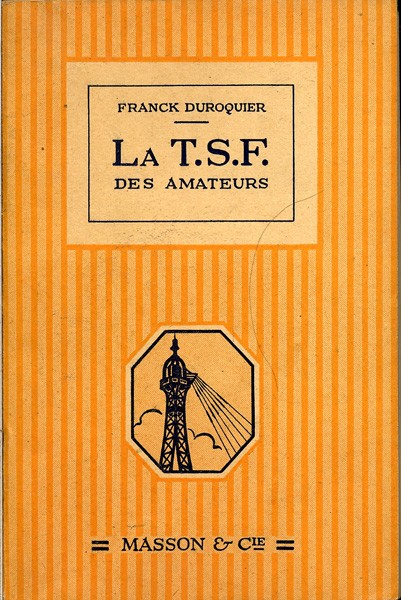 FRANCK DUROQUIER
LA T.S.F.
DES AMATEURS
= MASSON & CIE =